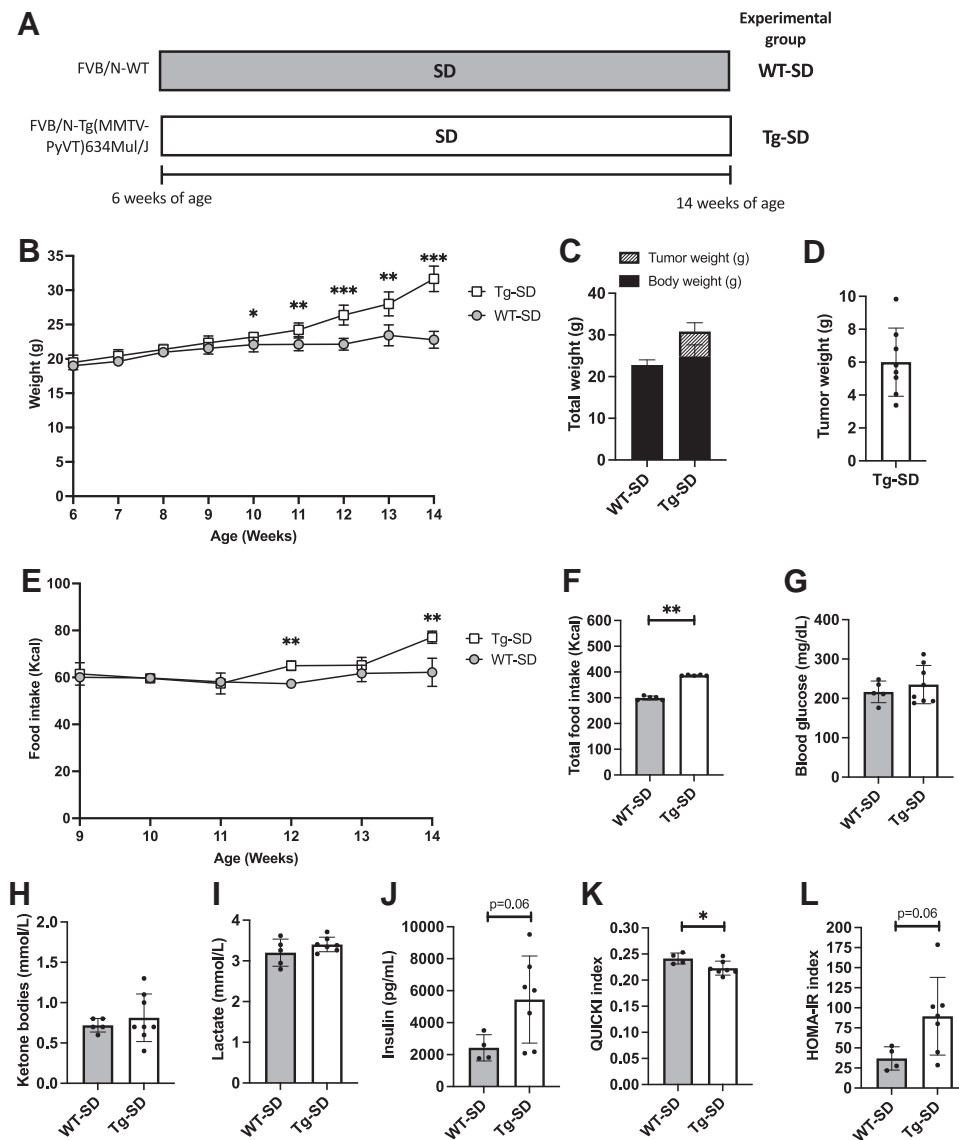 A
Experimental
group
FVB/N-WT
SD
WT-SD
FVB/N-Tg(MMTV-
PyVT)634Mul/J
SD
Tg-SD
6 weeks of age
14 weeks of age
B
Weight (g)
35
30
25
20
15
10
5
0
6
7
8
9
10
11
12
13
14
Age (Weeks)
*
**
***
**
***
Tg-SD
WT-SD
C
Tumor weight (g)
Body weight (g)
Total weight (g)
40
30
20
10
0
WT-SD
Tg-SD
D
Tumor weight (g)
10
8
6
4
2
0
Tg-SD
E
Food intake (Kcal)
100
80
60
40
20
0
9
10
11
12
13
14
Age (Weeks)
**
**
Tg-SD
WT-SD
F
Total food intake (Kcal)
600
500
400
300
200
100
0
**
WT-SD
Tg-SD
G
Blood glucose (mg/dL)
400
300
200
100
0
WT-SD
Tg-SD
H
Ketone bodies (mmol/L)
2.0
1.5
1.0
0.5
0.0
WT-SD
Tg-SD
I
Lactate (mmol/L)
4
3
2
1
0
WT-SD
Tg-SD
J
Insulin (pg/mL)
10000
8000
6000
4000
2000
0
p=0.06
WT-SD
Tg-SD
K
QUICKI index
0.30
0.25
0.20
0.15
0.10
0.05
0.00
*
WT-SD
Tg-SD
L
HOMA-IR index
200
175
150
125
100
75
50
25
0
p=0.06
WT-SD
Tg-SD